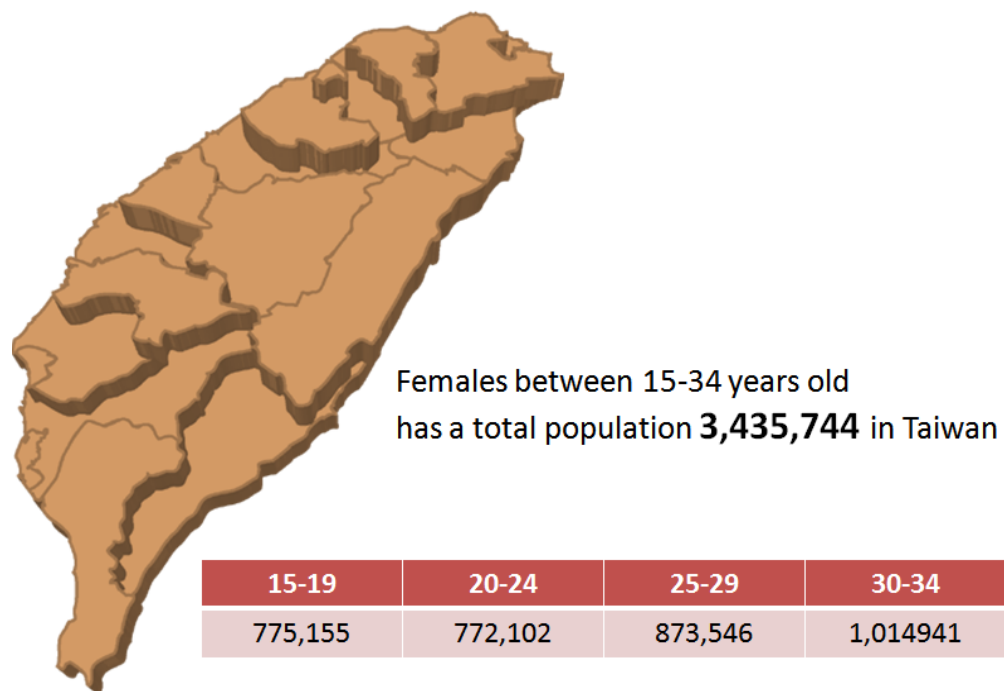 Females between 15-34 years old
has a total population 3,435,744 in Taiwan
15-19 20-24 25-29 30-34
775,155 772,102 873,546 1,014941